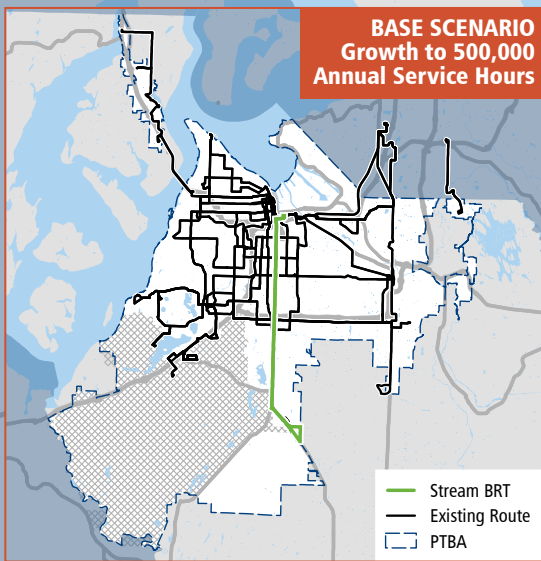 BASE SCENARIO
Growth to 500,000
Annual Service Hours
Stream BRT
Existing Route
PTBA